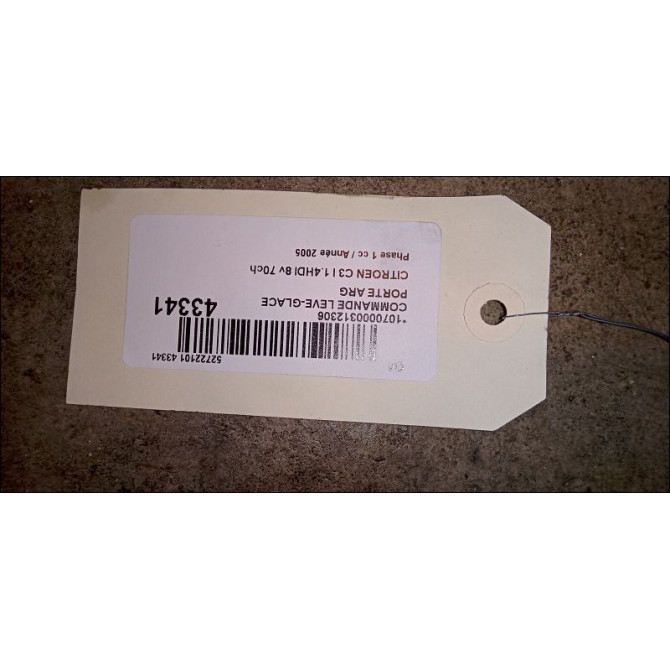 52722101 43341
*1070000312306
COMMANDE LEVE-GLACE 43341
PORTE ARG
CITROEN C3 I 1.4HDI 8v 70ch
Phase 1 cc / Année 2005